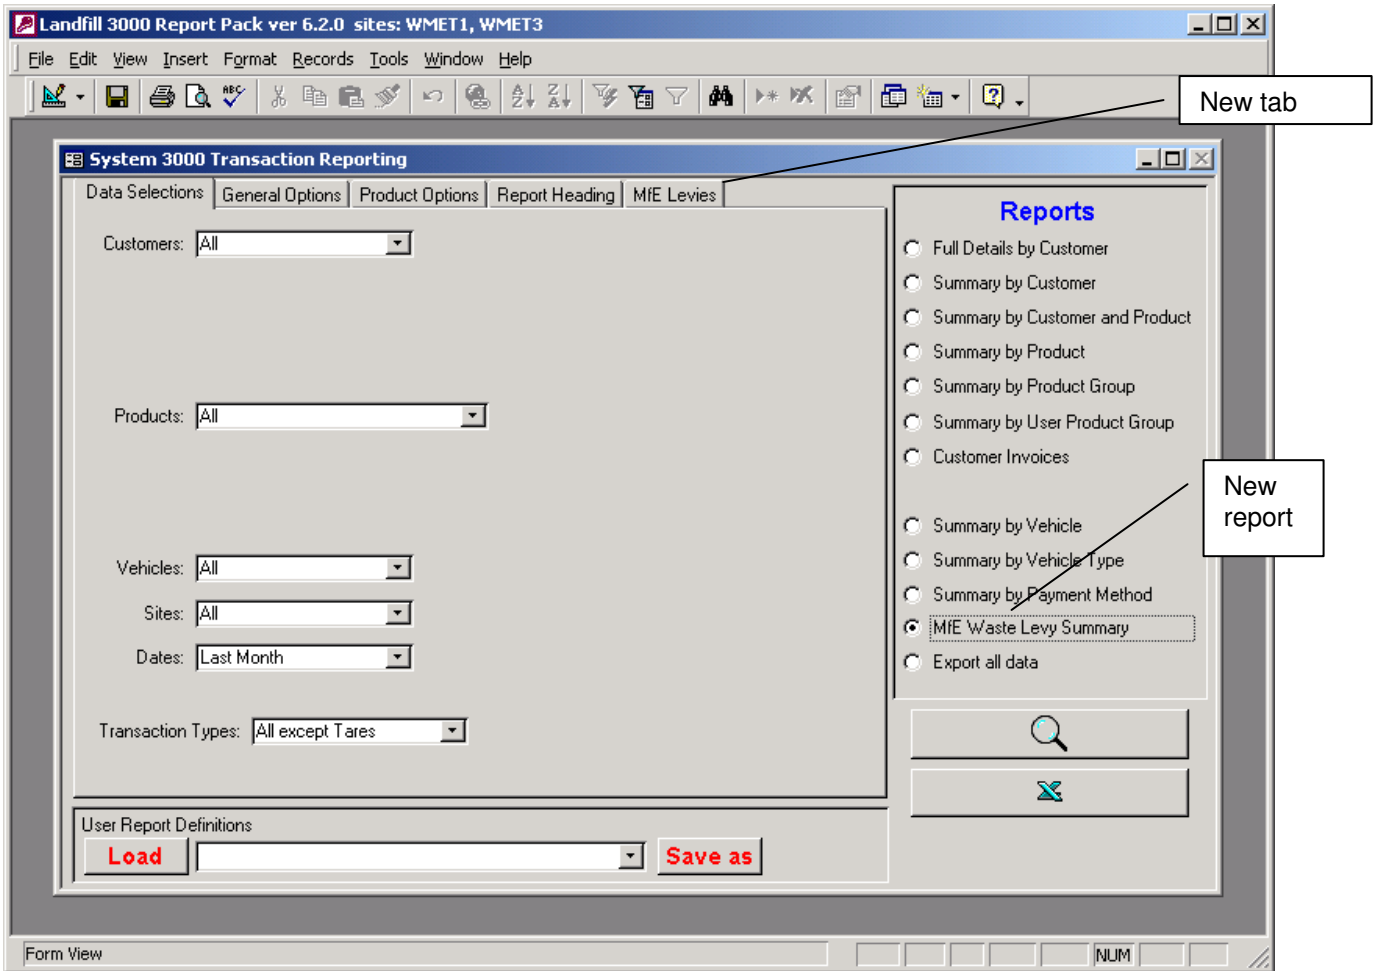 Landfill 3000 Report Pack ver 6.2.0 sites: WMET1, WMET3
File Edit View Insert Format Records Tools Window Help
New tab
System 3000 Transaction Reporting
Data Selections General Options Product Options Report Heading MfE Levies
Customers: All
Products: All
Vehicles: All
Sites: All
Dates: Last Month
Transaction Types: All except Tares
Reports
Full Details by Customer
Summary by Customer
Summary by Customer and Product
Summary by Product
Summary by Product Group
Summary by User Product Group
Customer Invoices
Summary by Vehicle
Summary by Vehicle Type
Summary by Payment Method
MfE Waste Levy Summary
Export all data
New
report
User Report Definitions
Load Save as
Form View NUM